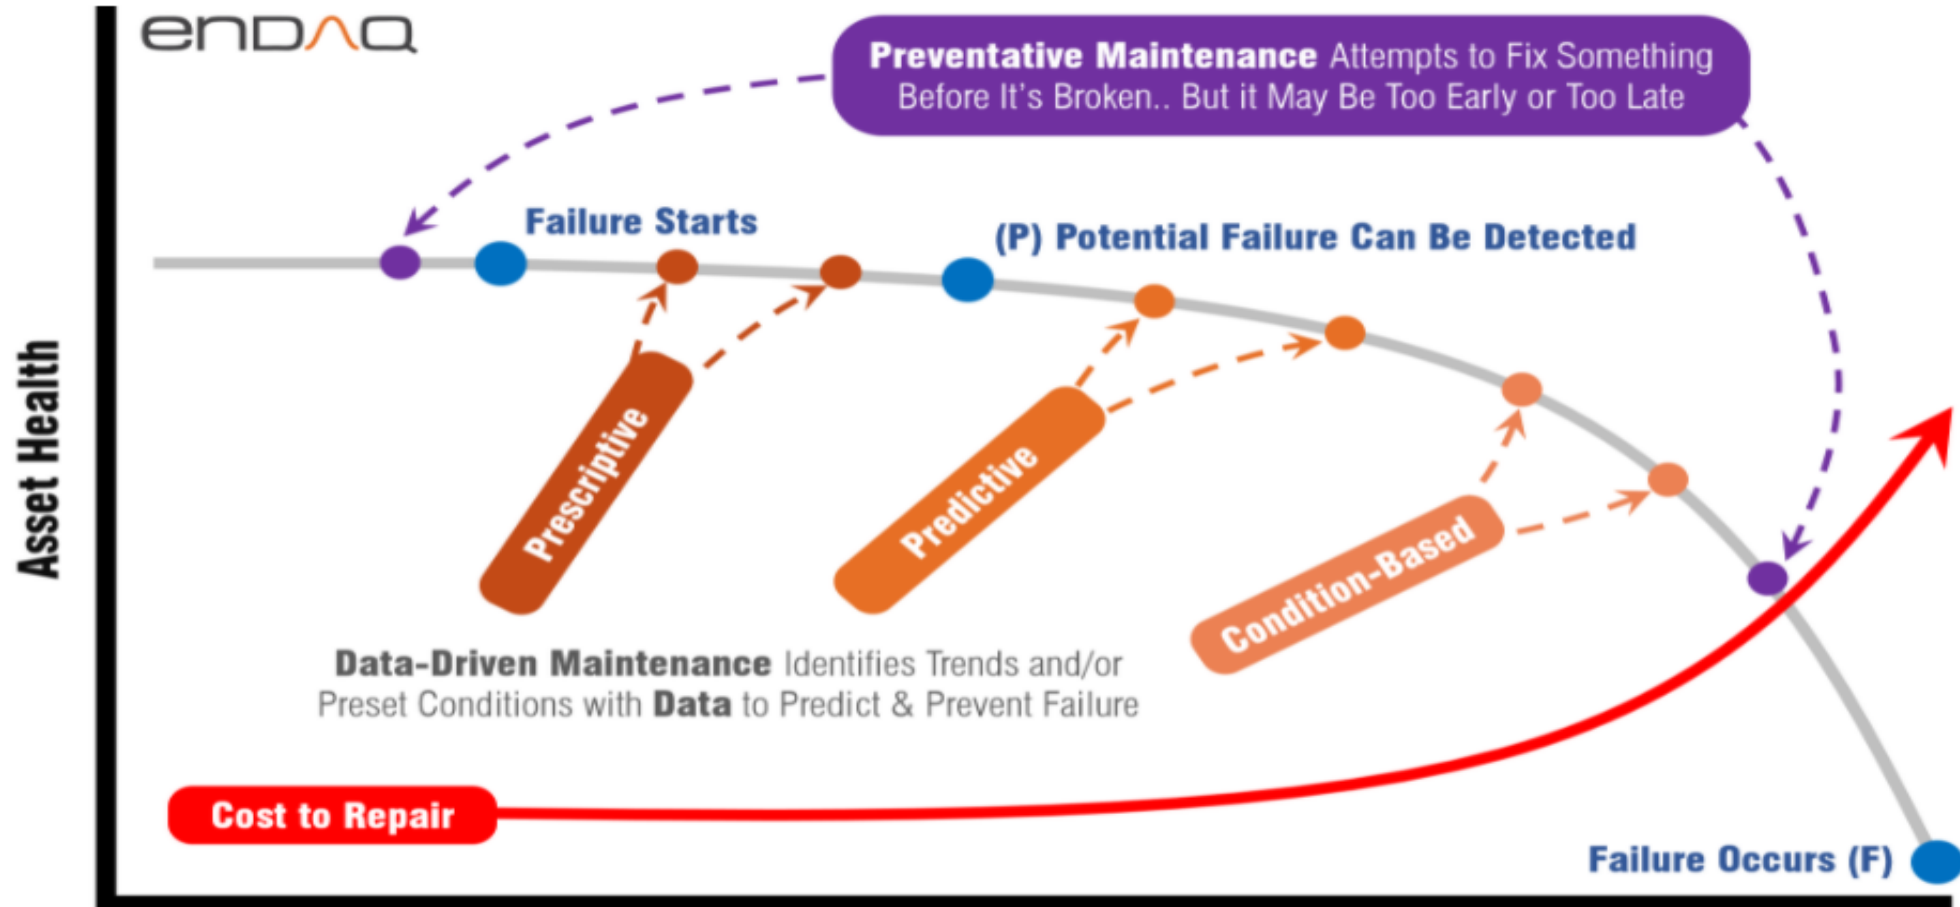 enDAQ
Preventative Maintenance Attempts to Fix Something
Before It's Broken.. But it May Be Too Early or Too Late
Failure Starts
(P) Potential Failure Can Be Detected
Asset Health
Prescriptive
Predictive
Condition-Based
Data-Driven Maintenance Identifies Trends and/or
Preset Conditions with Data to Predict & Prevent Failure
Cost to Repair
Failure Occurs (F)